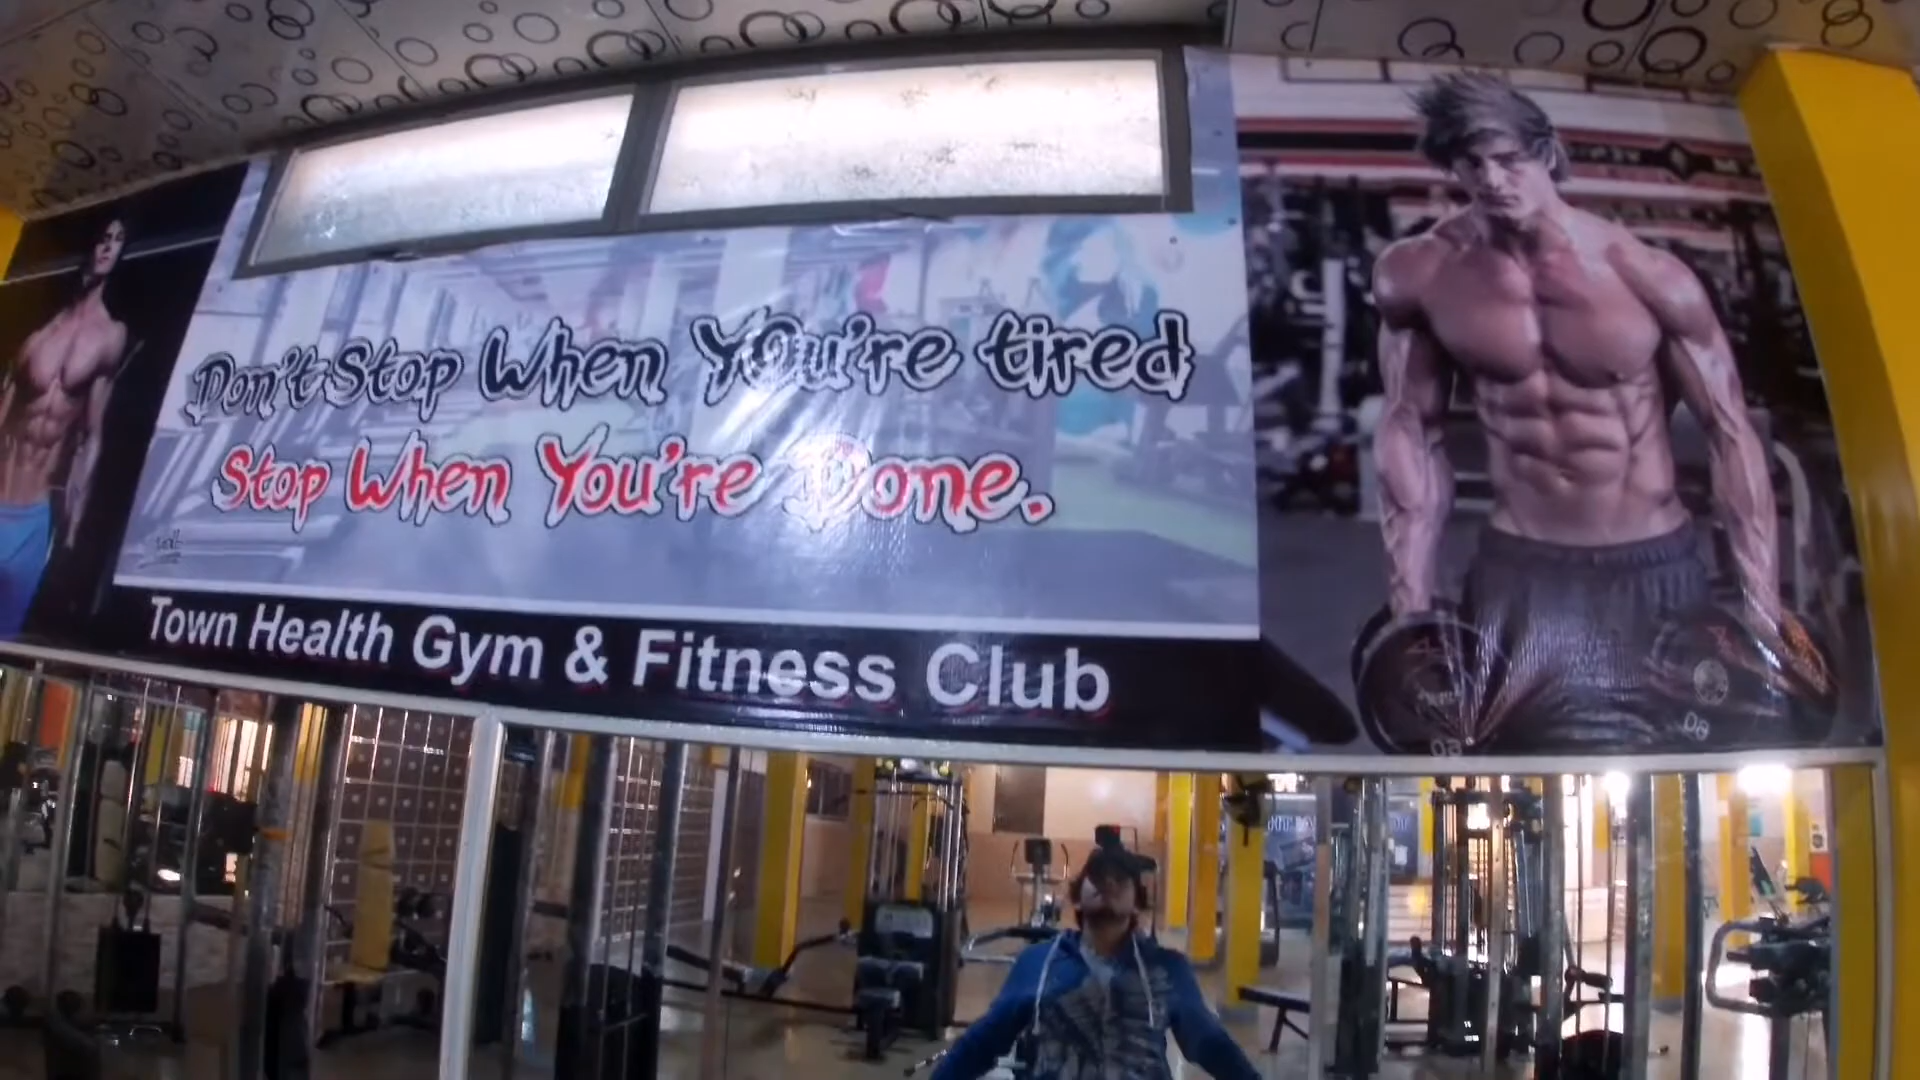 Don't Stop When You're tired
Stop When You're Done.
Town Health Gym & Fitness Club